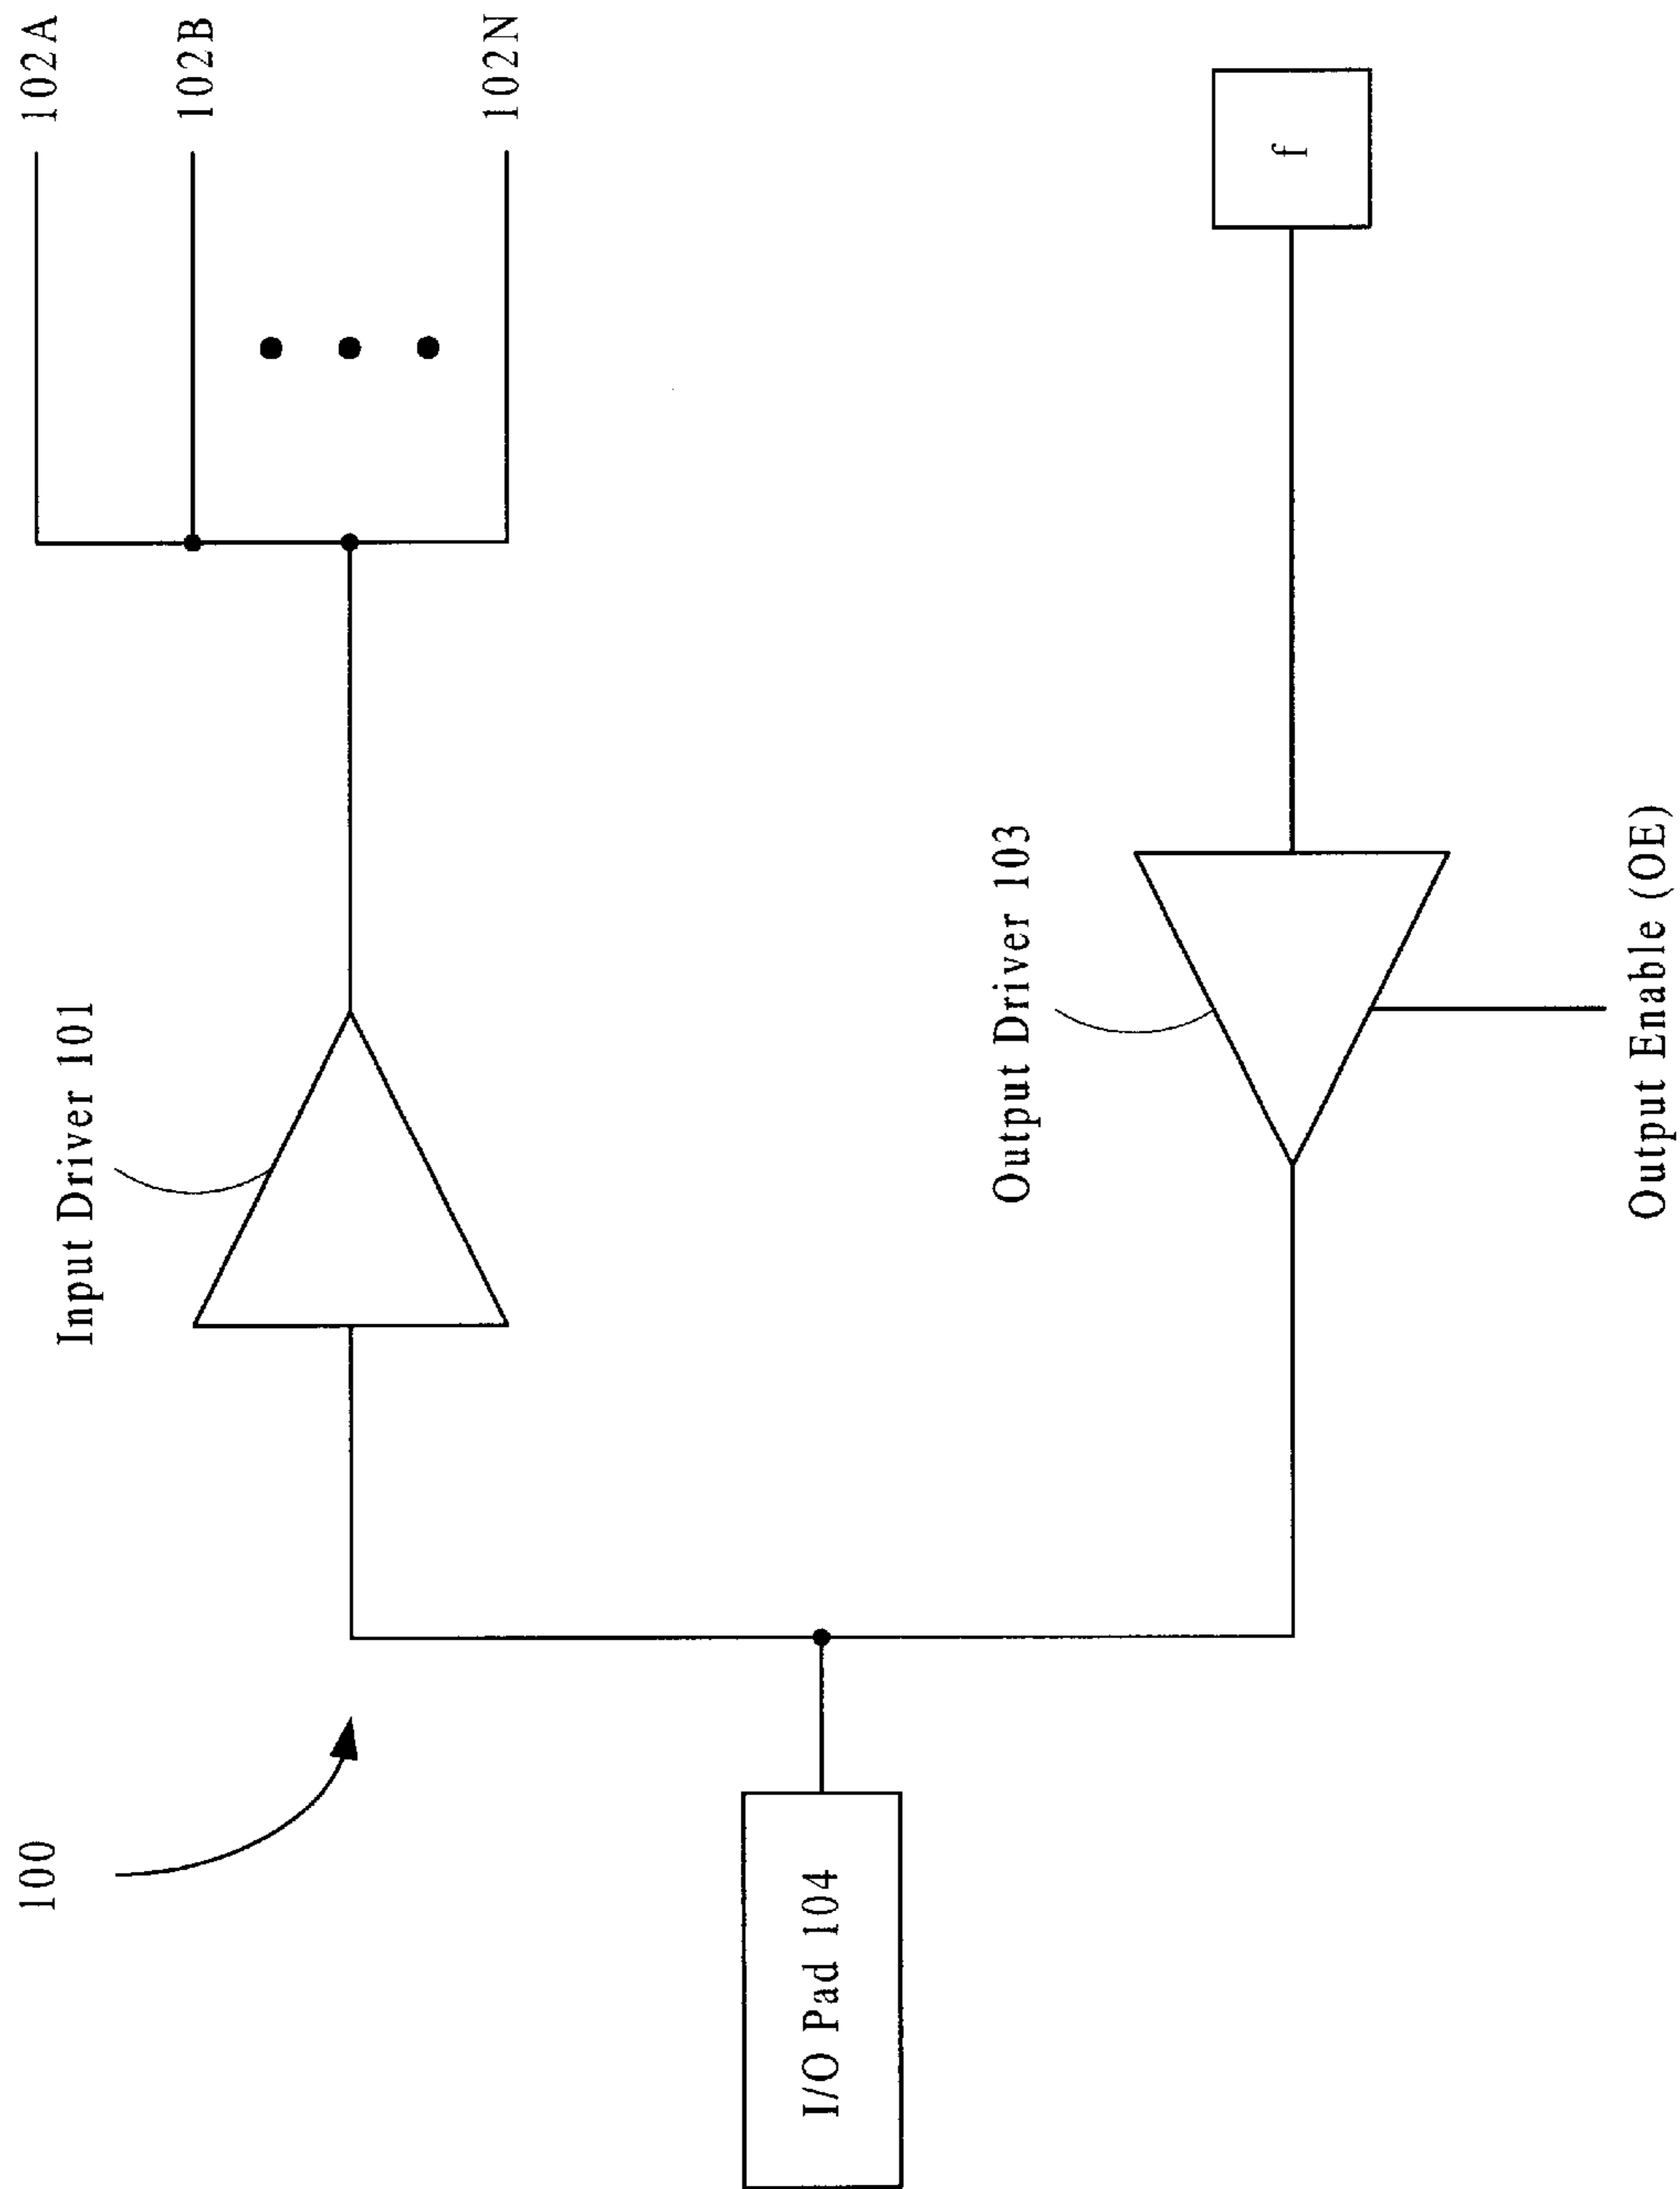 100
Input Driver 101
102A
102B
102N
I/O Pad 104
Output Driver 103
f
Output Enable (OE)